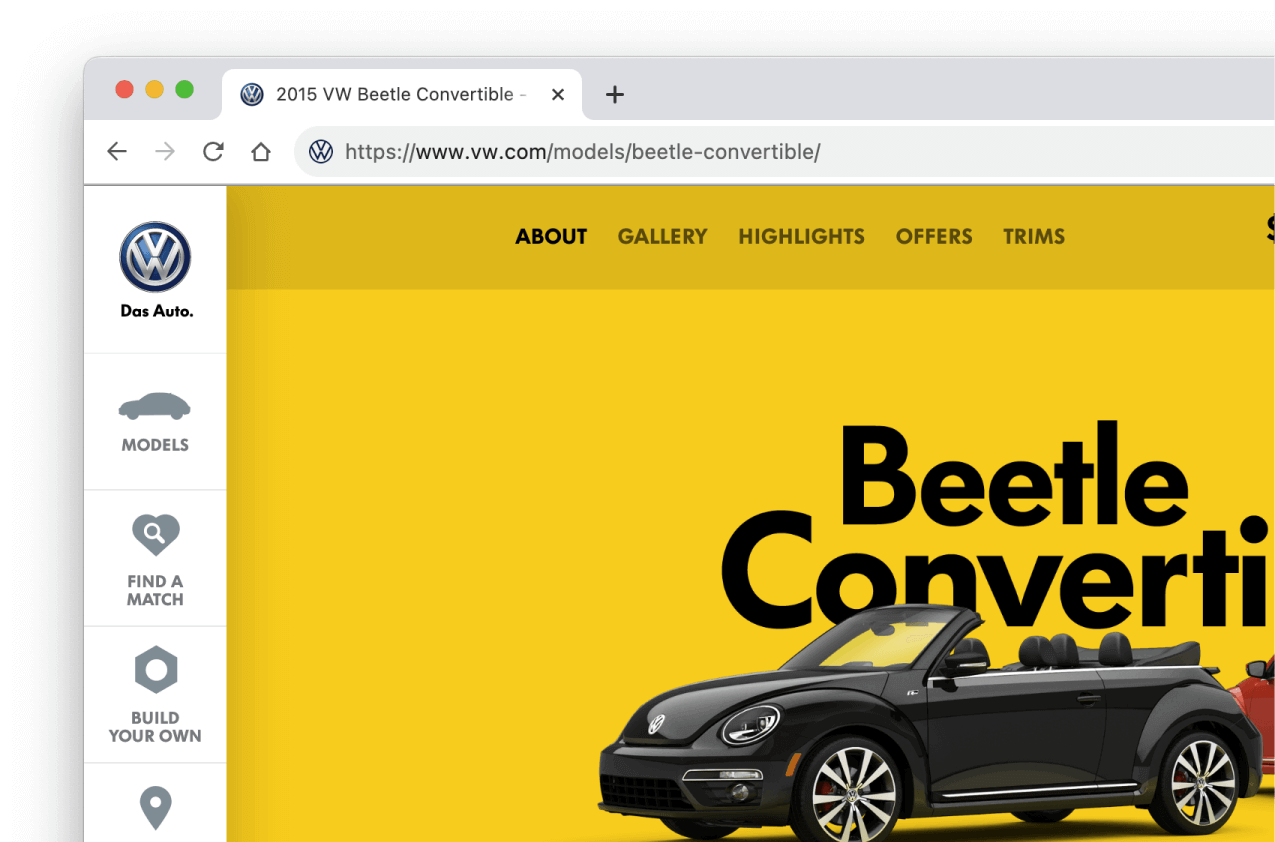 2015 VW Beetle Convertible -
https://www.vw.com/models/beetle-convertible/
Das Auto.
ABOUT GALLERY HIGHLIGHTS OFFERS TRIMS
MODELS
FIND A
MATCH
BUILD
YOUR OWN
Beetle
Converti